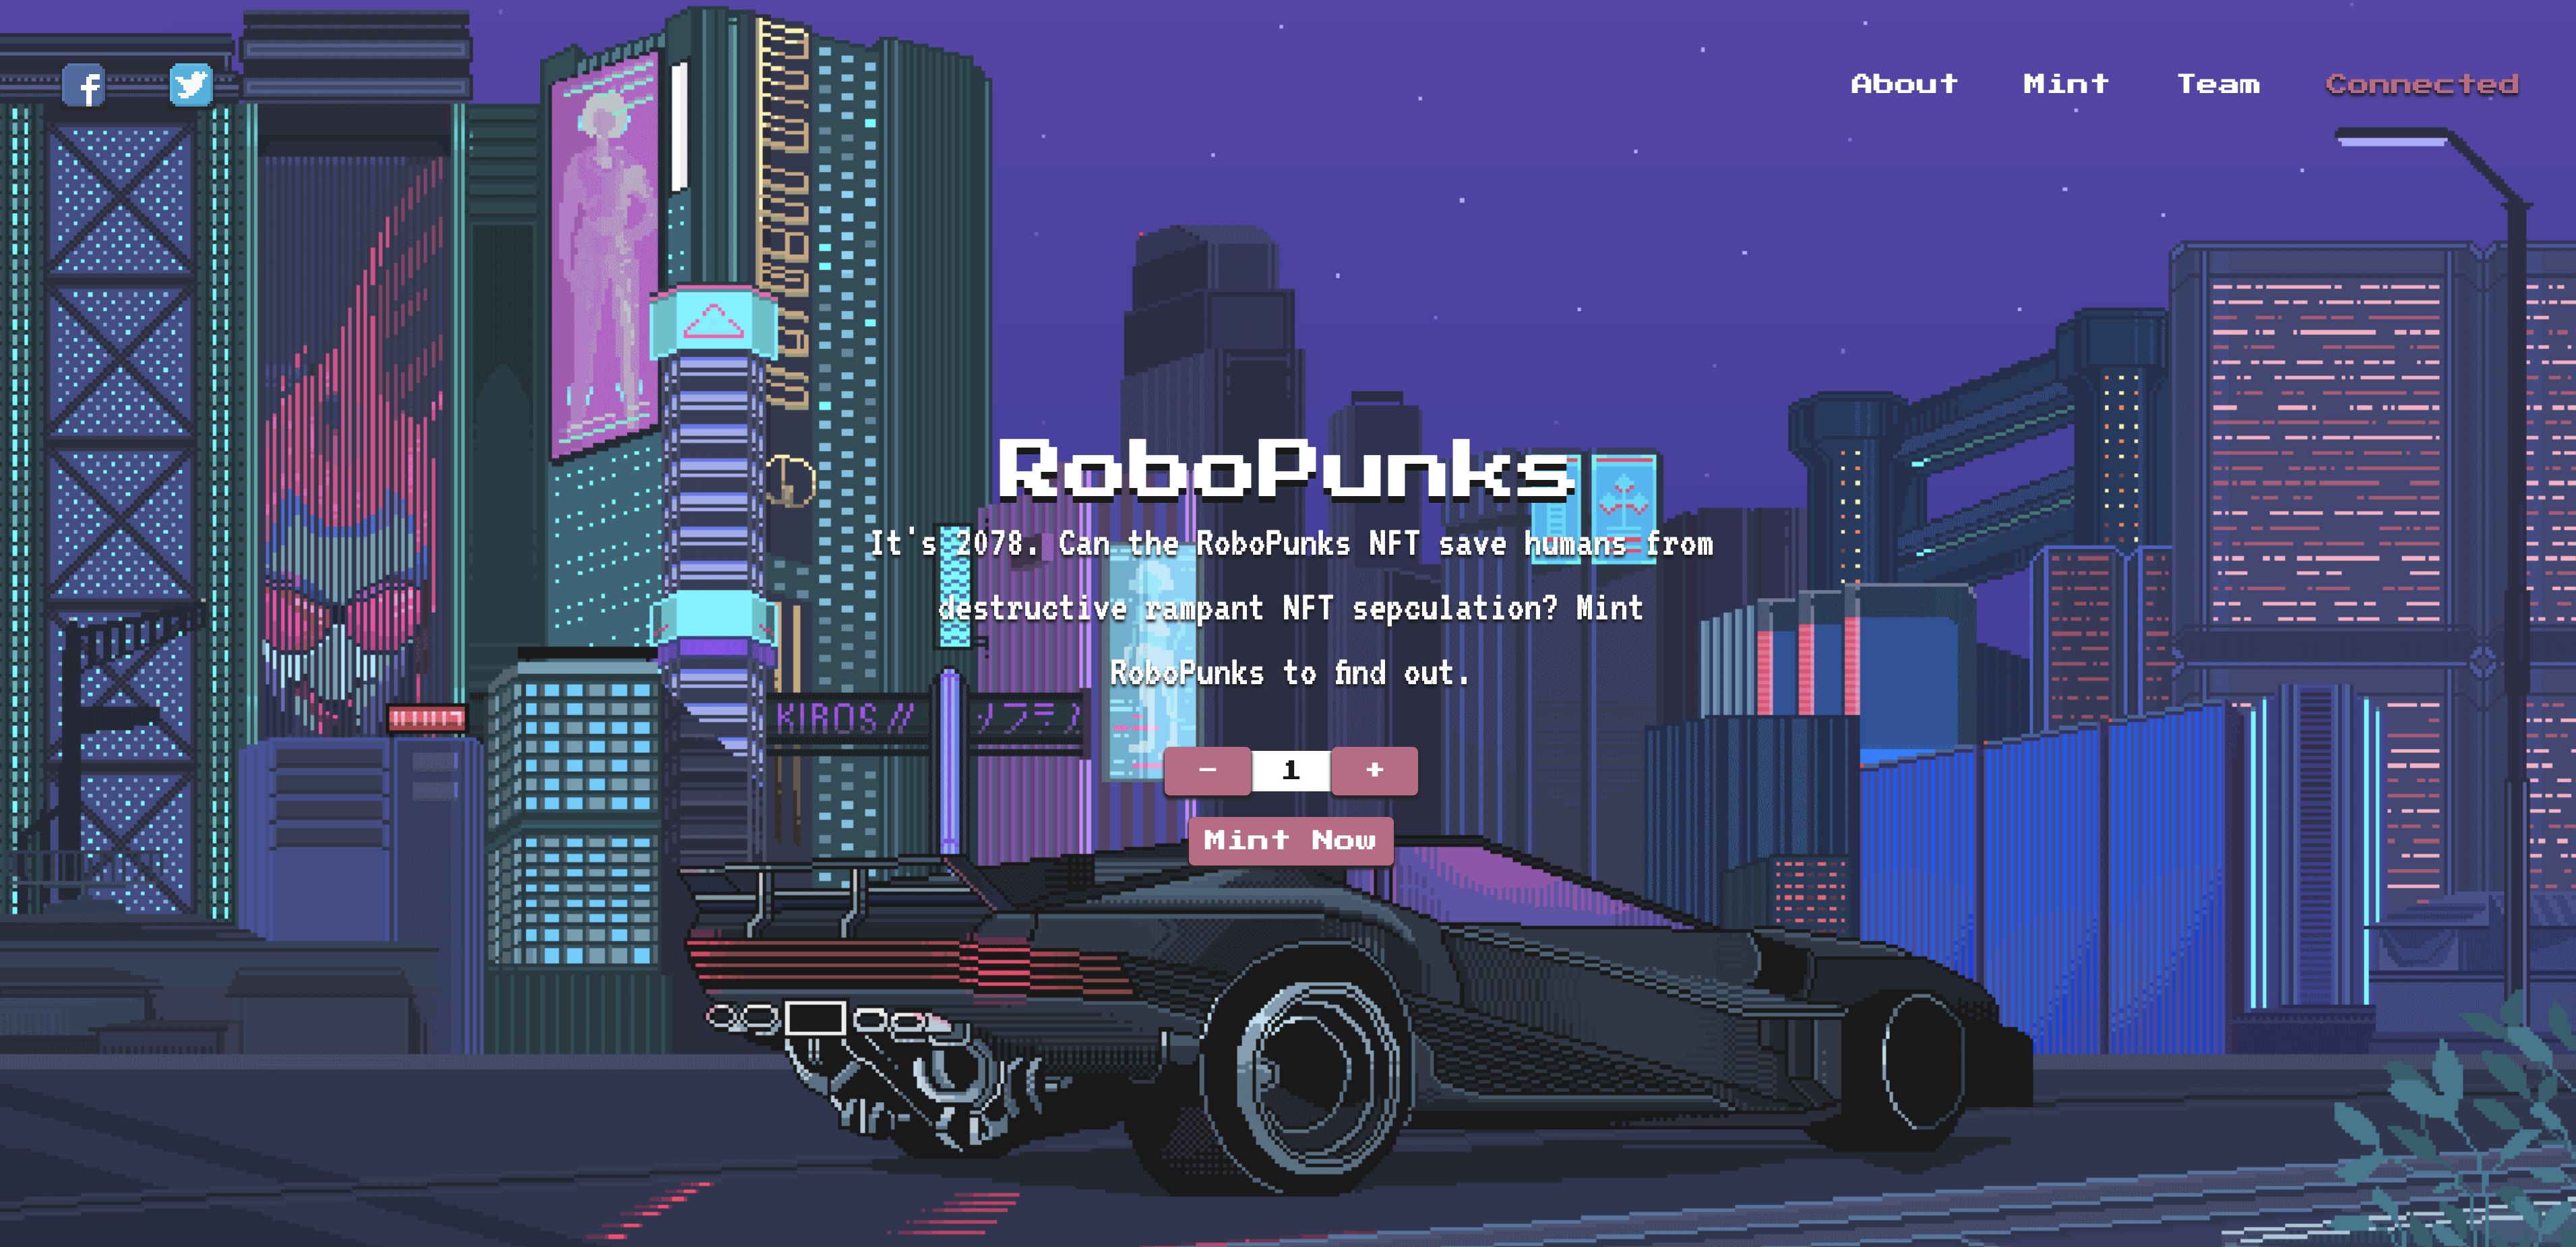 About Mint Team Connected
RoboPunks
It's 2078. Can the RoboPunks NFT save humans from
destructive rampant NFT sepculation? Mint
RoboPunks to find out.
KIROS//
- 1 +
Mint Now